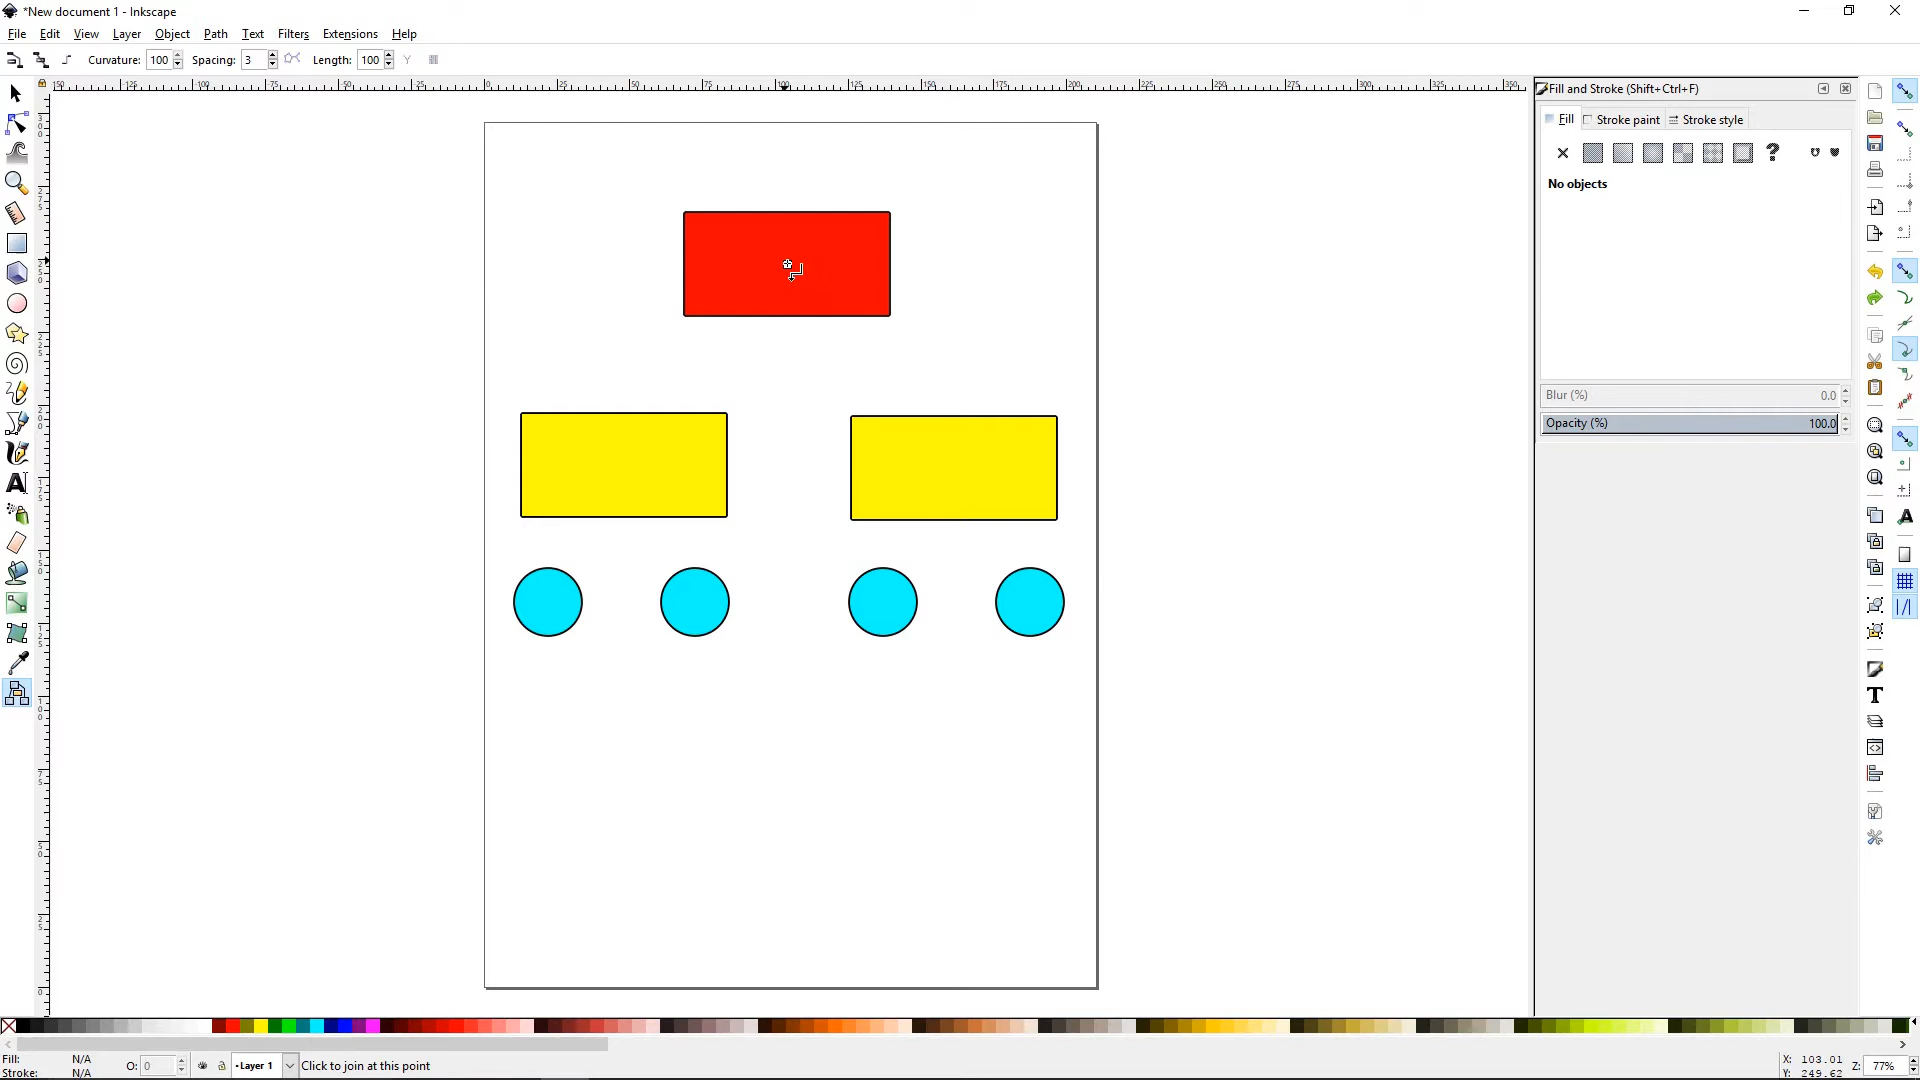 *New document 1 - Inkscape
File Edit View Layer Object Path Text Filters Extensions Help
Curvature: 100 Spacing: 3 Length: 100
Fill and Stroke (Shift+Ctrl+F)
Fill Stroke paint Stroke style
No objects
Blur (%) 0.0
Opacity (%) 100.0
Fill: N/A
Stroke: N/A
O: 0
•Layer 1
Click to join at this point
X: 103.01
Y: 249.62
Z: 77%